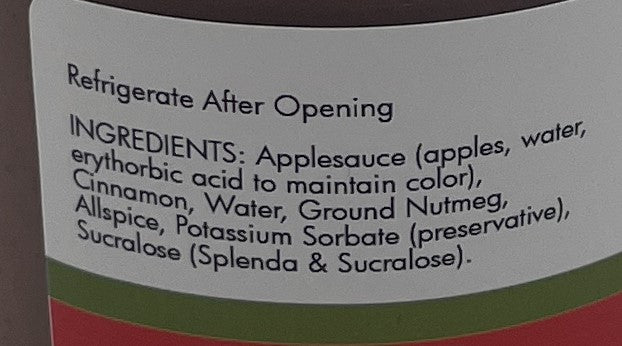 Refrigerate After Opening
INGREDIENTS: Applesauce (apples, water,
erythorbic acid to maintain color),
Cinnamon, Water, Ground Nutmeg,
Allspice, Potassium Sorbate (preservative),
Sucralose (Splenda & Sucralose).